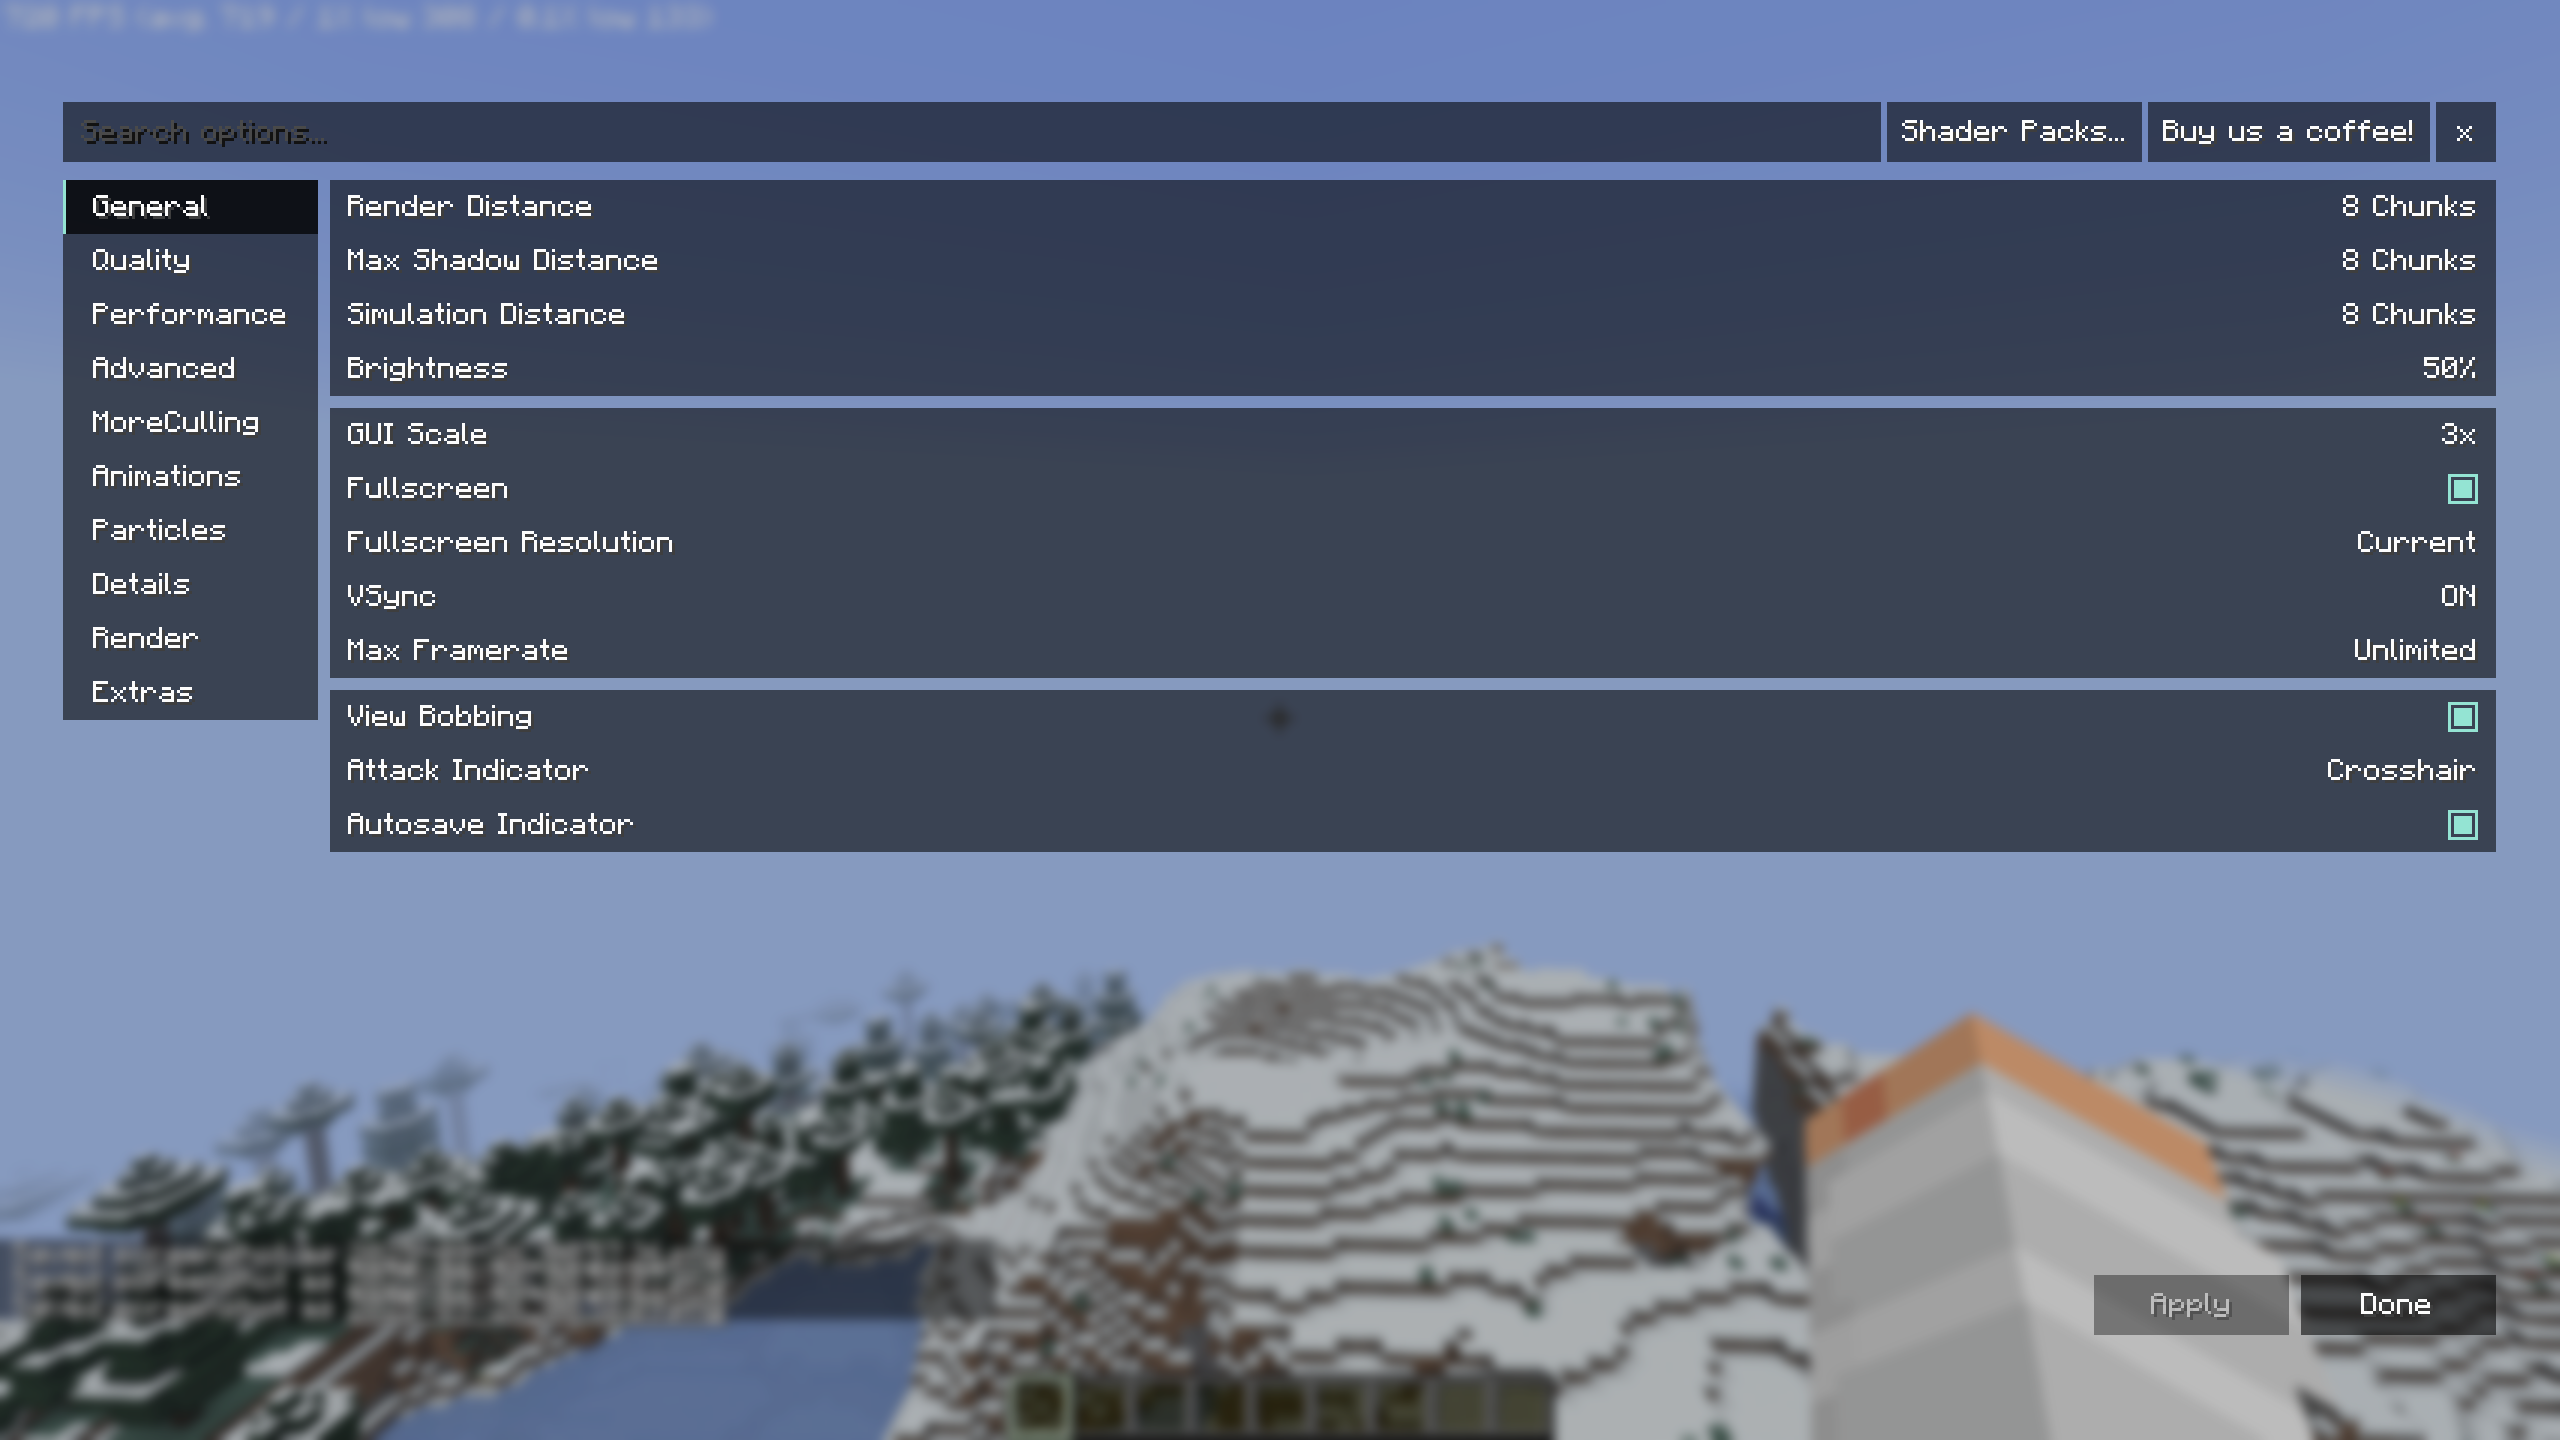 Search options...
Shader Packs...
Buy us a coffee!
x
General
Quality
Performance
Advanced
MoreCulling
Animations
Particles
Details
Render
Extras
Render Distance 8 Chunks
Max Shadow Distance 8 Chunks
Simulation Distance 8 Chunks
Brightness 50%
GUI Scale 3x
Fullscreen
Fullscreen Resolution Current
VSync ON
Max Framerate Unlimited
View Bobbing
Attack Indicator Crosshair
Autosave Indicator
Apply
Done